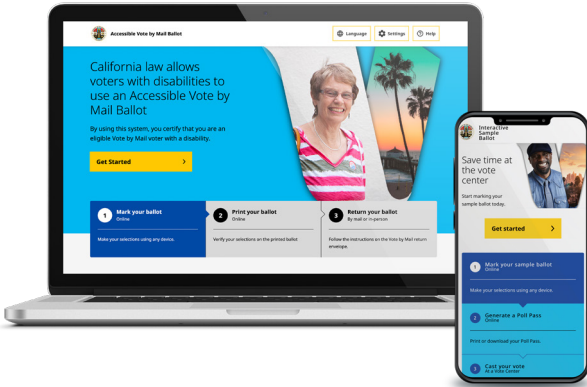 Accessible Vote by Mail Ballot
Language
Settings
Help
California law allows
voters with disabilities to
use an Accessible Vote by
Mail Ballot
By using this system, you certify that you are an
eligible Vote by Mail voter with a disability.
Get Started
1 Mark your ballot
Online
Make your selections using any device.
2 Print your ballot
Online
Verify your selections on the printed ballot
3 Return your ballot
By mail or in-person
Follow the instructions on the Vote by Mail return
envelope.
Interactive
Sample
Ballot
Save time at
the vote
center
Start marking your
sample ballot today.
Get started
1 Mark your sample ballot
Online
Make your selections using any device.
2 Generate a Poll Pass
Online
Print or download your Poll Pass.
3 Cast your vote
at a Vote Center